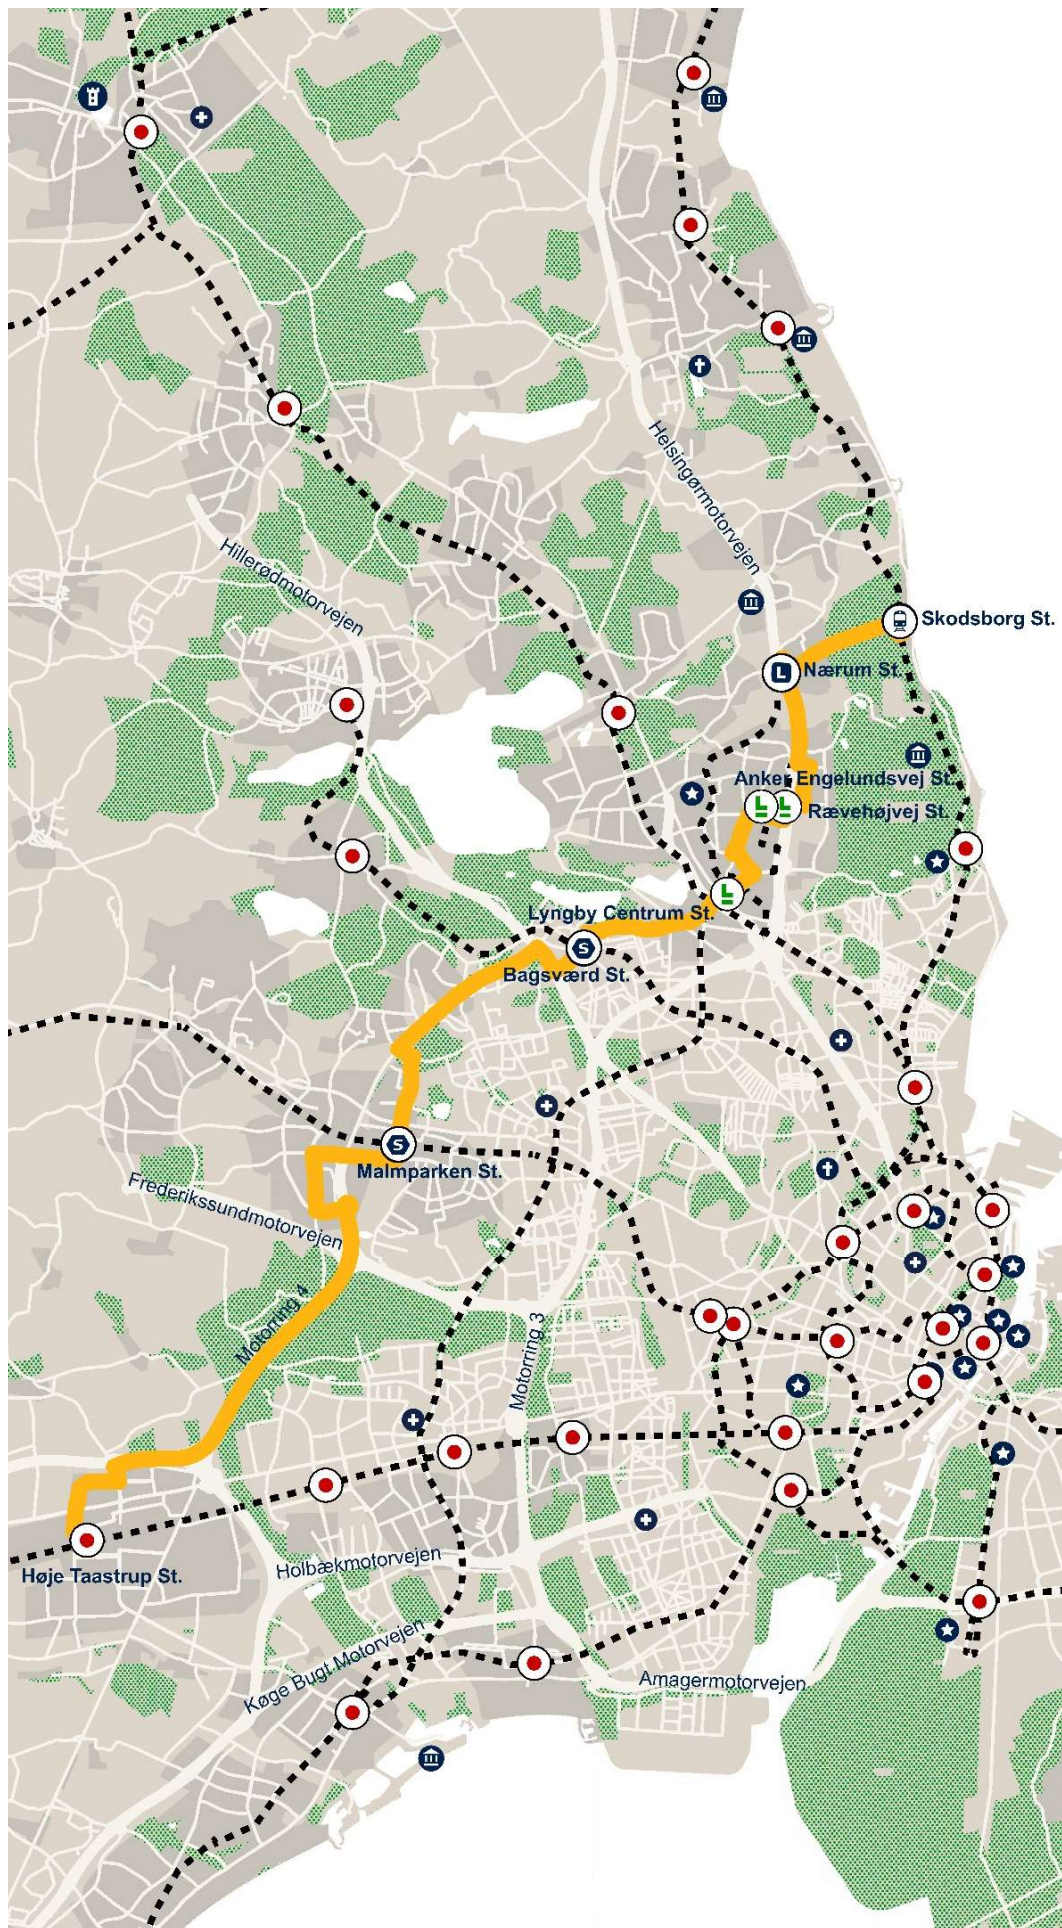 Helsingørmotorvejen
Hillerødmotorvejen
Skodsborg St.
L
Nærum St.
Anker Engelundsvej St.
L
L
Rævehøjvej St.
L
Lyngby Centrum St.
S
Bagsværd St.
S
Malmparken St.
Frederikssundmotorvejen
Motorring 4
Motorring 3
Holbækmotorvejen
Høje Taastrup St.
Køge Bugt Motorvejen
Amagermotorvejen